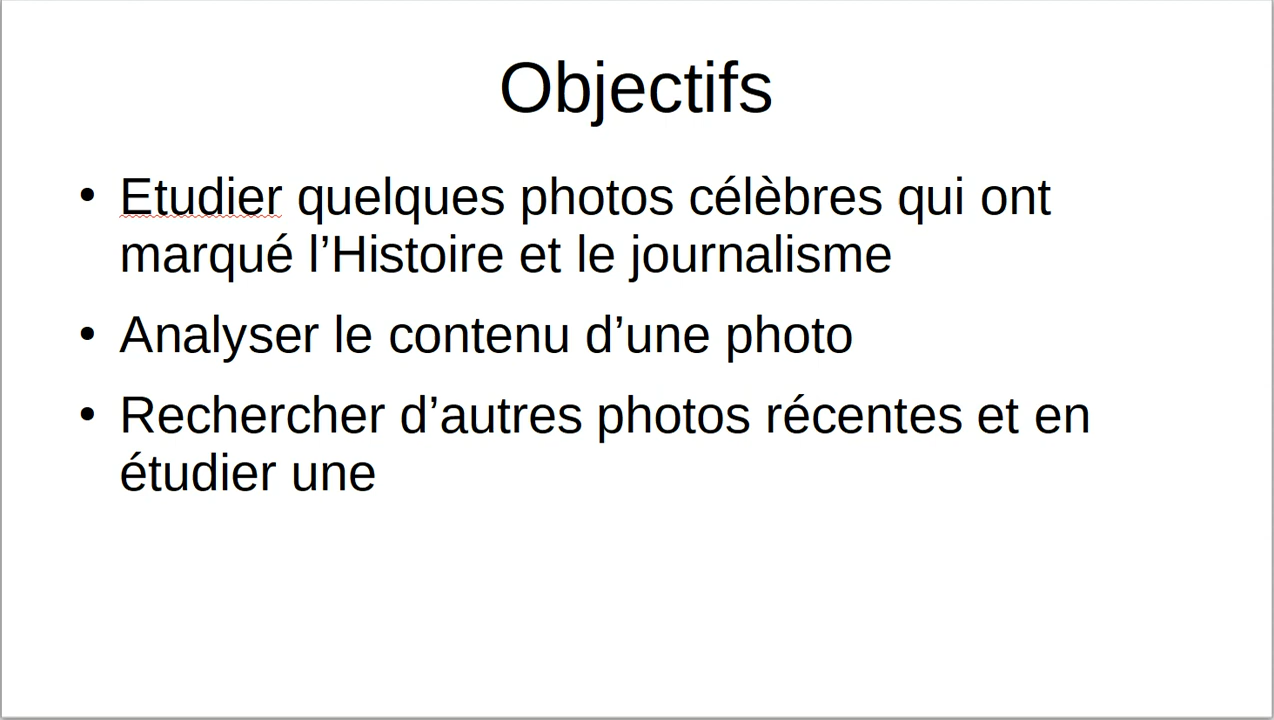 Objectifs
• Etudier quelques photos célèbres qui ont
marqué l’Histoire et le journalisme
• Analyser le contenu d’une photo
• Rechercher d’autres photos récentes et en
étudier une